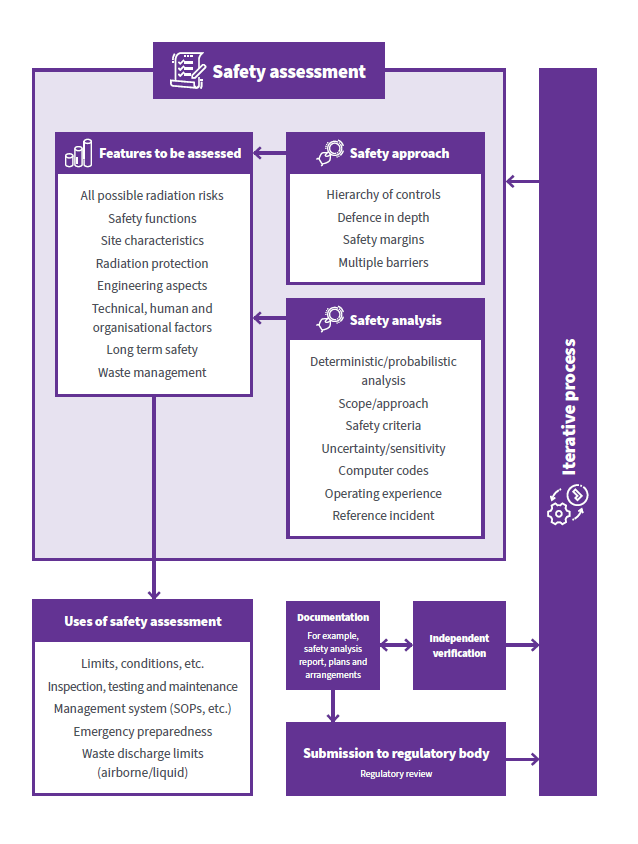 Safety assessment
Features to be assessed
All possible radiation risks
Safety functions
Site characteristics
Radiation protection
Engineering aspects
Technical, human and
organisational factors
Long term safety
Waste management
Safety approach
Hierarchy of controls
Defence in depth
Safety margins
Multiple barriers
Safety analysis
Deterministic/probabilistic
analysis
Scope/approach
Safety criteria
Uncertainty/sensitivity
Computer codes
Operating experience
Reference incident
Iterative process
Uses of safety assessment
Limits, conditions, etc.
Inspection, testing and maintenance
Management system (SOPs, etc.)
Emergency preparedness
Waste discharge limits
(airborne/liquid)
Documentation
For example,
safety analysis
report, plans and
arrangements
Independent
verification
Submission to regulatory body
Regulatory review